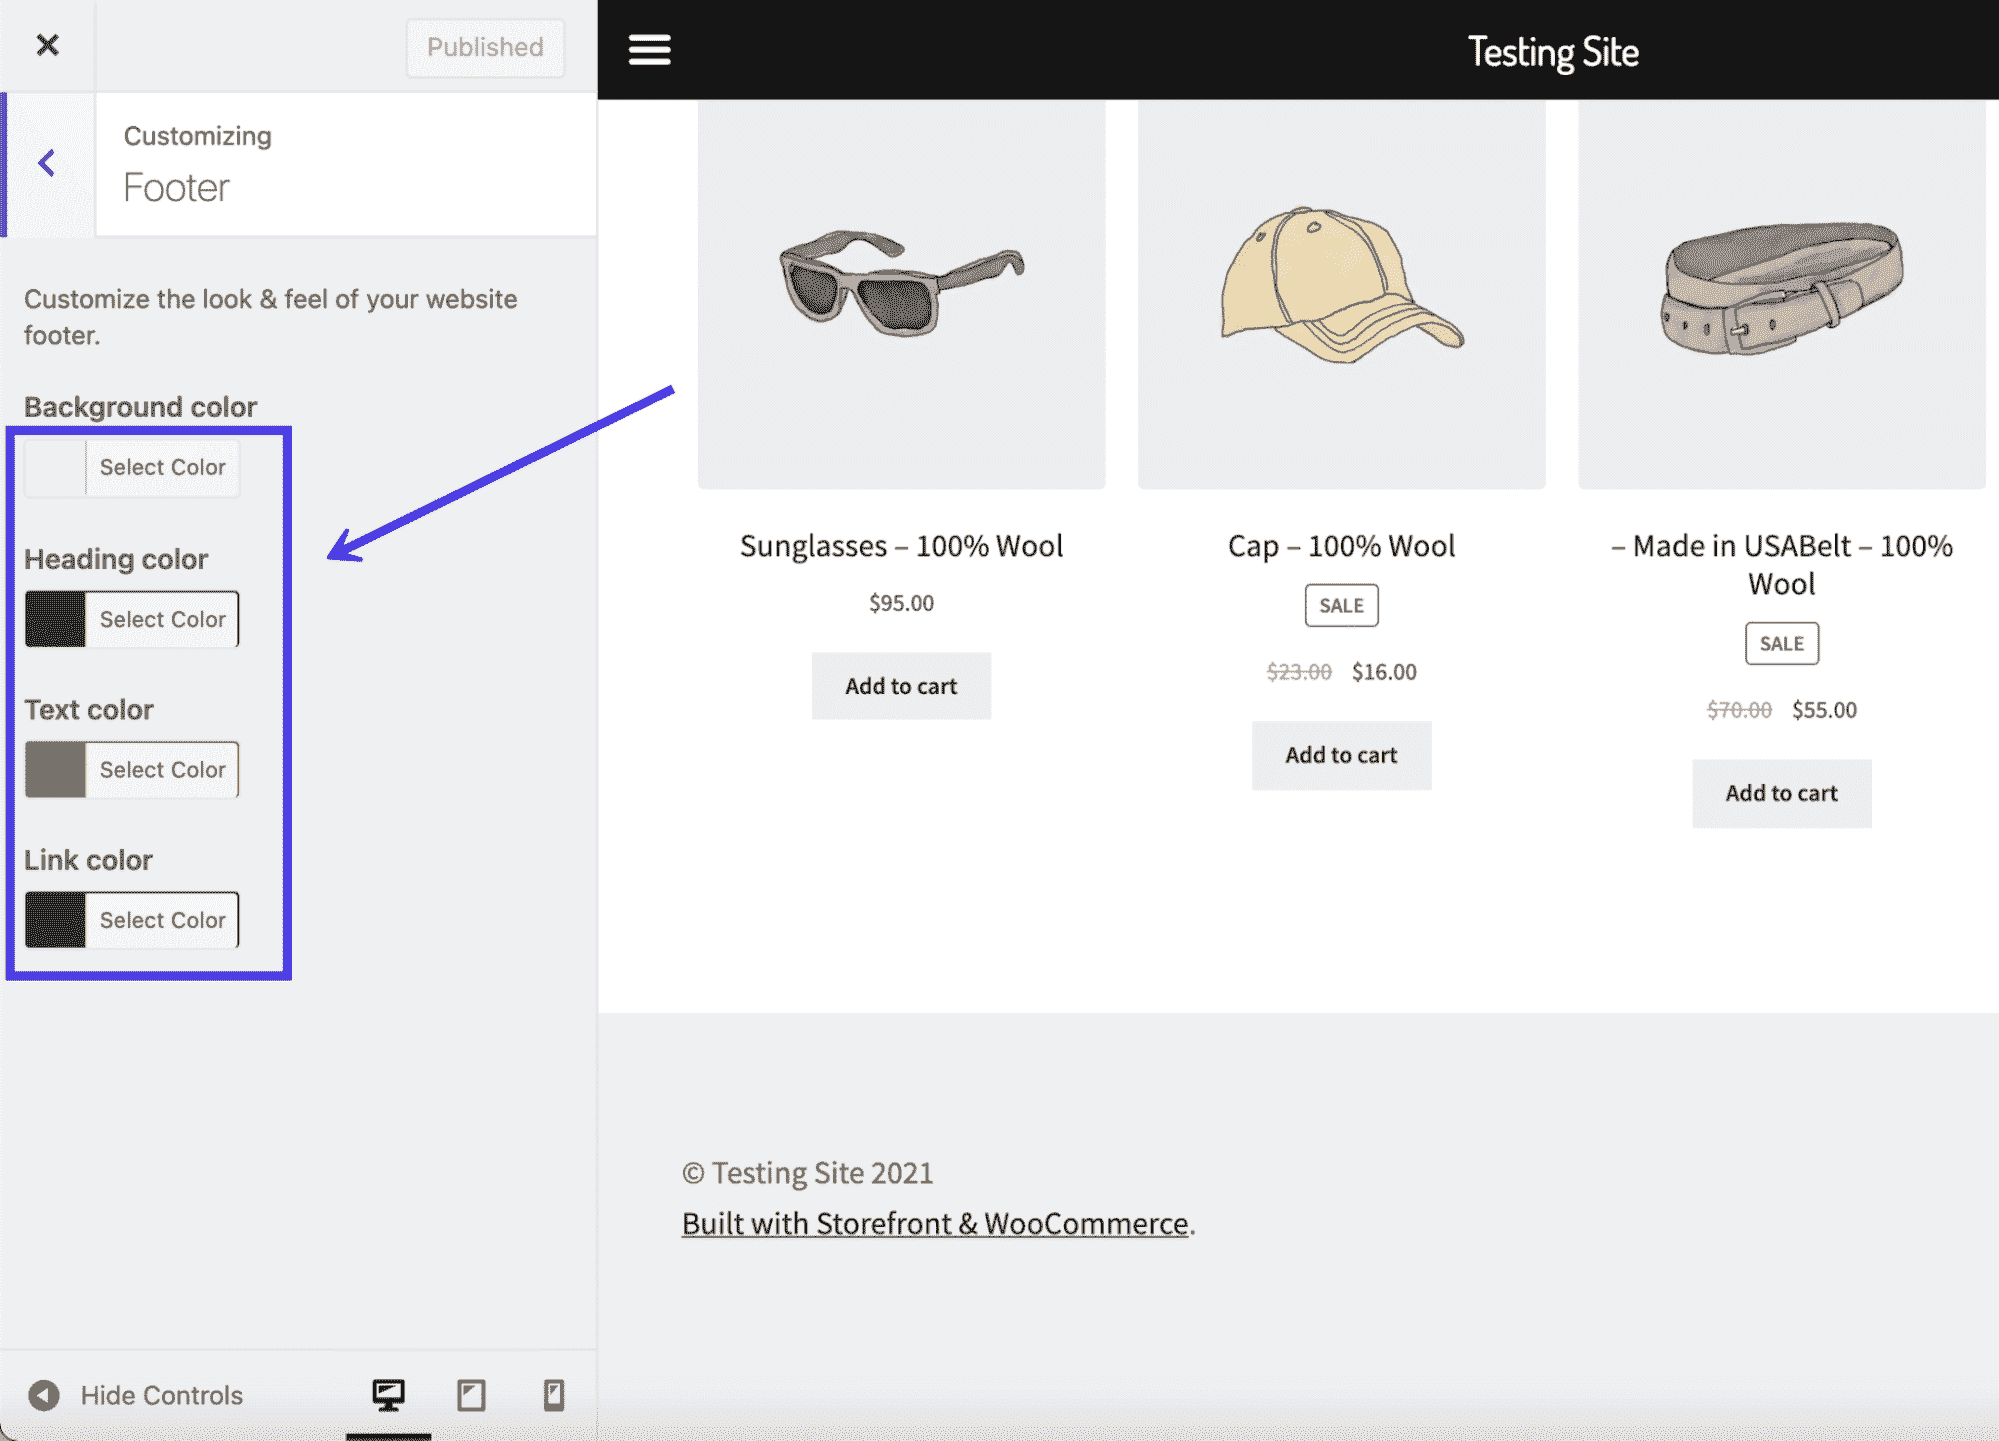 Published
Customizing
Footer
Customize the look & feel of your website
footer.
Background color
Select Color
Heading color
Select Color
Text color
Select Color
Link color
Select Color
Hide Controls
Testing Site
Sunglasses – 100% Wool
$95.00
Add to cart
Cap – 100% Wool
SALE
$23.00 $16.00
Add to cart
– Made in USABelt – 100%
Wool
SALE
$70.00 $55.00
Add to cart
© Testing Site 2021
Built with Storefront & WooCommerce.